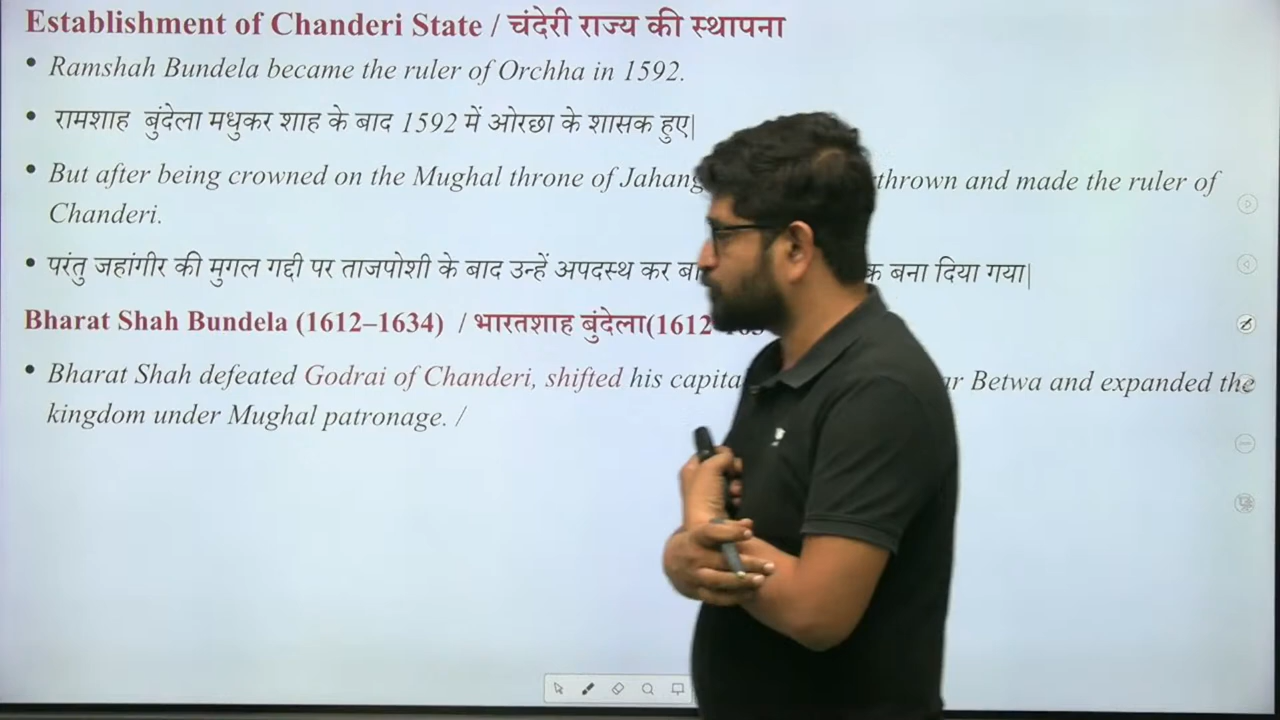 Establishment of Chanderi State / चंदेरी राज्य की स्थापना
• Ramshah Bundela became the ruler of Orchha in 1592.
• रामशाह बुंदेला मधुकर शाह के बाद 1592 में ओरछा के शासक हुए|
• But after being crowned on the Mughal throne of and made the ruler of
Chanderi.
• परंतु जहांगीर की मुगल गद्दी पर ताजपोशी के बाद उन्हें अपदस्थ कर बना दिया गया|
Bharat Shah Bundela (1612–1634) / भारतशाह बुंदेला(1612
• Bharat Shah defeated Godrai of Chanderi, shifted his Betwa and expanded the
kingdom under Mughal patronage. /